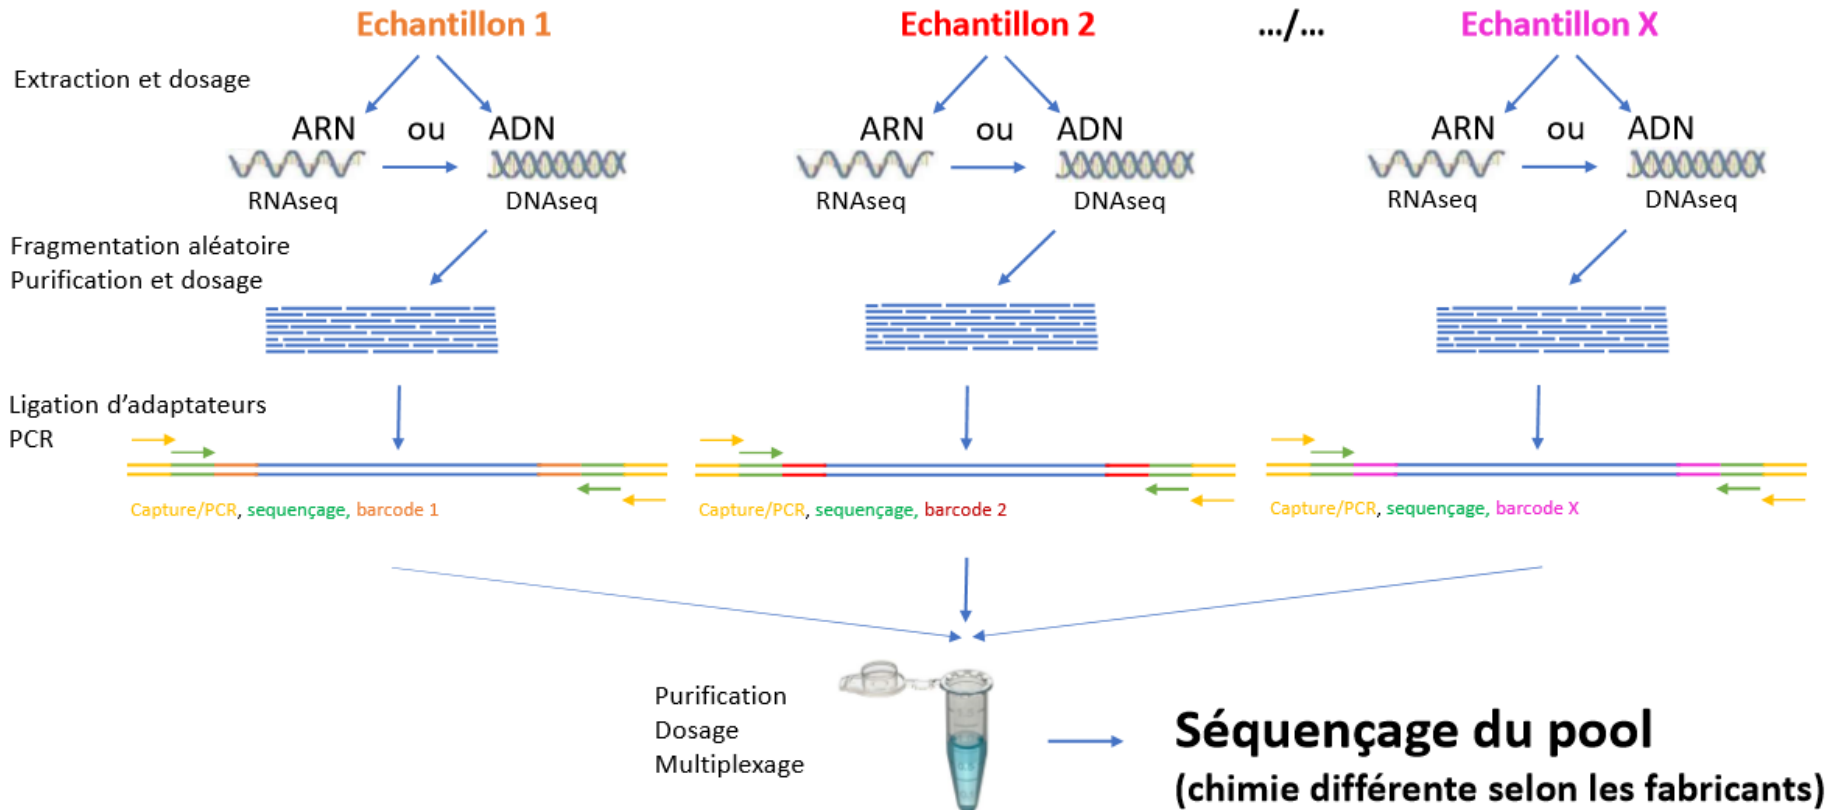 Echantillon 1
Echantillon 2
.../...
Echantillon X
Extraction et dosage
ARN ou ADN
RNAseq DNAseq
ARN ou ADN
RNAseq DNAseq
ARN ou ADN
RNAseq DNAseq
Fragmentation aléatoire
Purification et dosage
Ligation d'adaptateurs
PCR
Capture/PCR, sequençage, barcode 1
Capture/PCR, sequençage, barcode 2
Capture/PCR, sequençage, barcode X
Purification
Dosage
Multiplexage
Séquençage du pool
(chimie différente selon les fabricants)